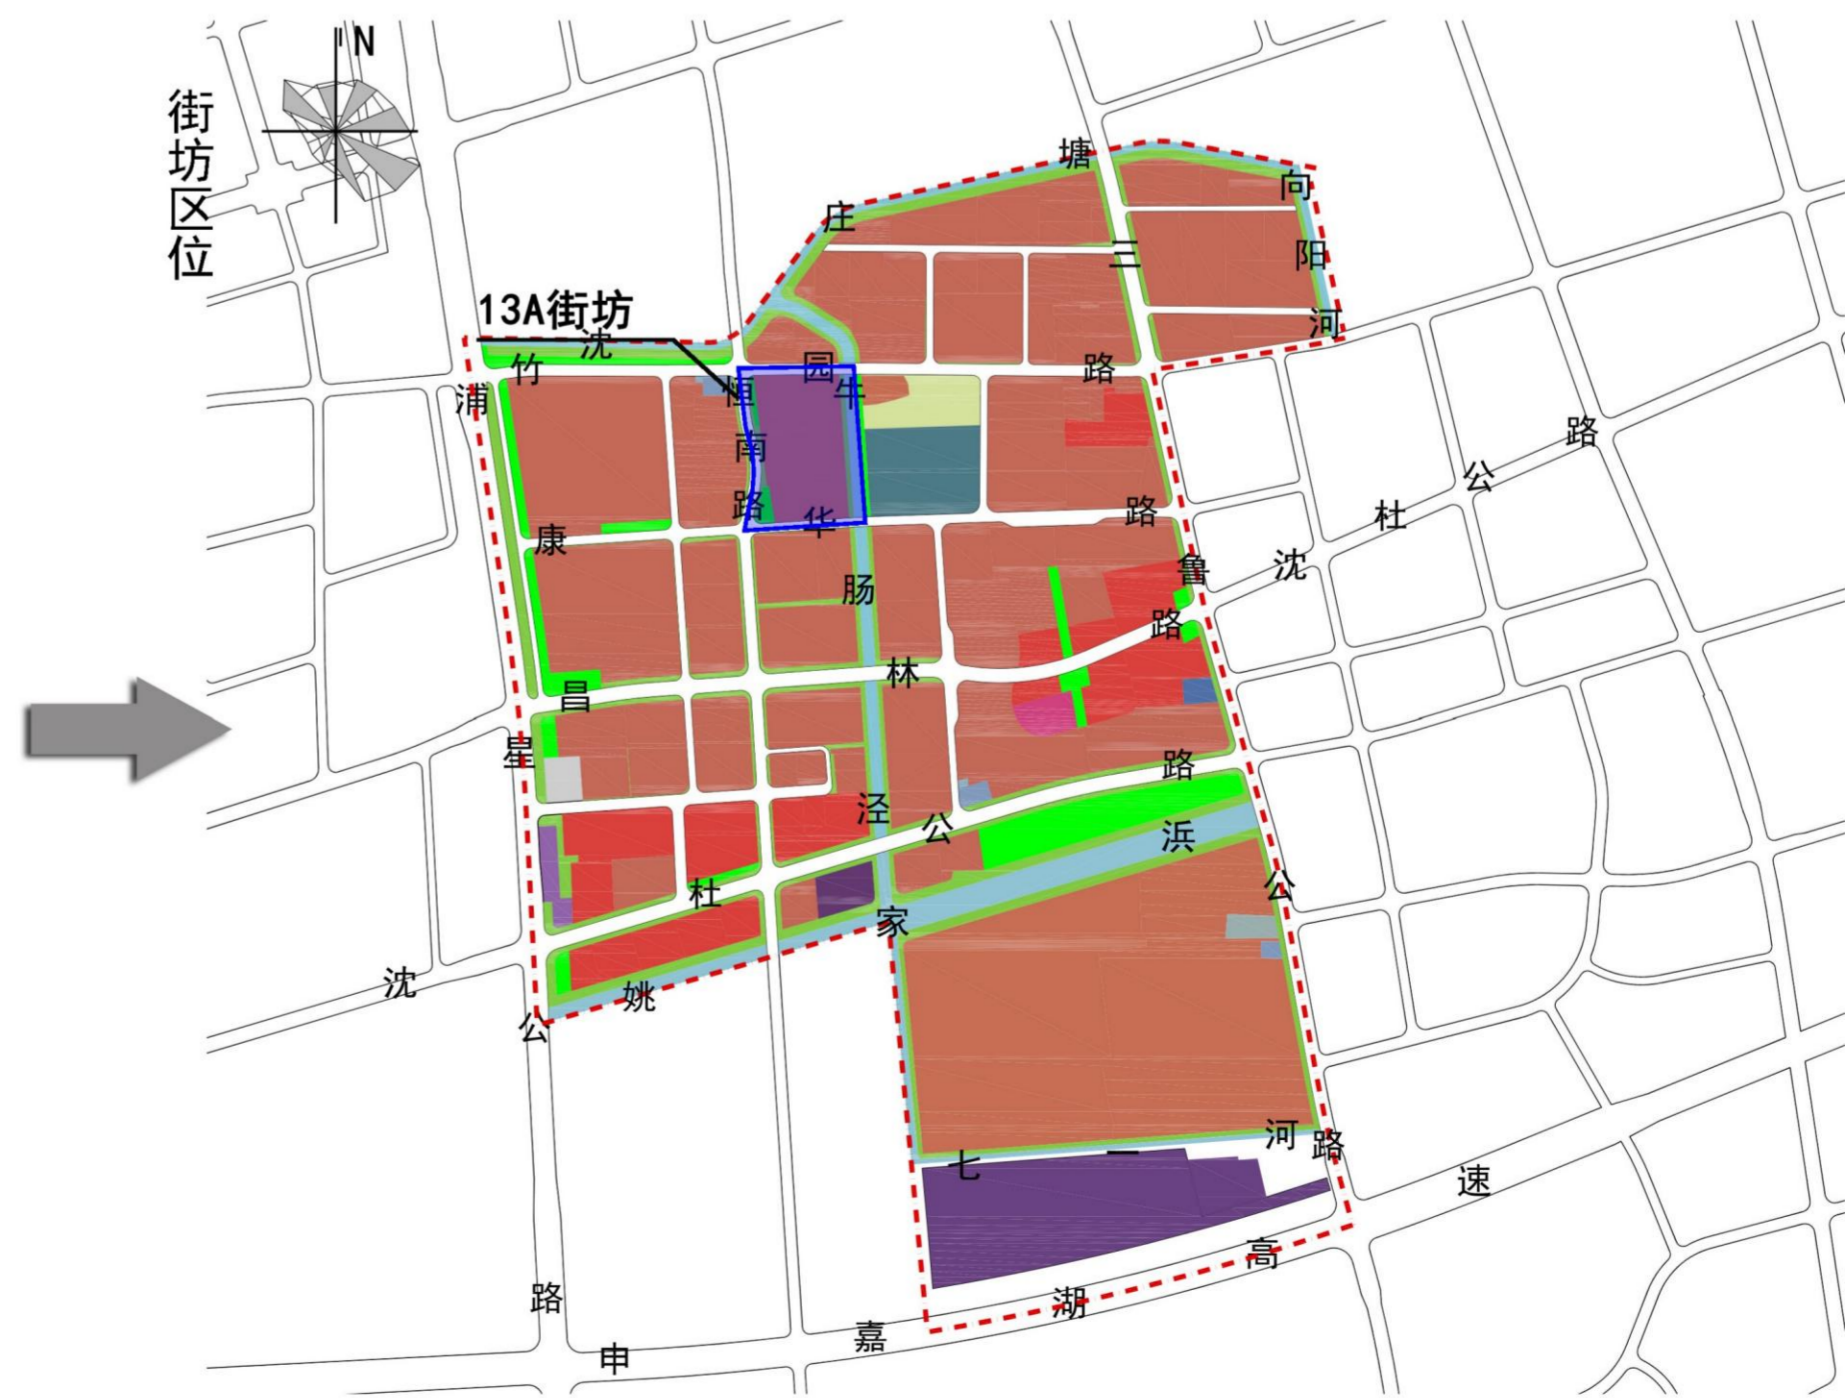 N
街坊区位
塘
向
庄
三
阳
13A街坊
沈
河
竹
园
路
浦
恒
牛
南
路
公
路
华
路
杜
康
鲁
沈
肠
路
林
昌
星
路
泾
公
浜
杜
公
家
沈
姚
公
河
路
七
一
速
高
路
湖
嘉
申